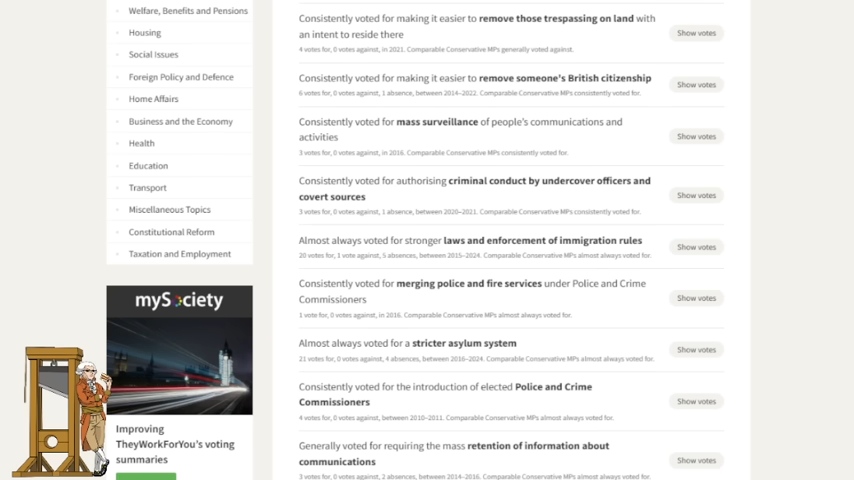 Welfare, Benefits and Pensions
Housing
Social Issues
Foreign Policy and Defence
Home Affairs
Business and the Economy
Health
Education
Transport
Miscellaneous Topics
Constitutional Reform
Taxation and Employment
mySociety
Improving
TheyWorkForYou's voting
summaries
Consistently voted for making it easier to remove those trespassing on land with
an intent to reside there
4 votes for, 0 votes against, in 2021. Comparable Conservative MPs generally voted against.
Show votes
Consistently voted for making it easier to remove someone's British citizenship
6 votes for, 0 votes against, 1 absence, between 2014–2022. Comparable Conservative MPs consistently voted for.
Show votes
Consistently voted for mass surveillance of people's communications and
activities
3 votes for, 0 votes against, in 2016. Comparable Conservative MPs consistently voted for.
Show votes
Consistently voted for authorising criminal conduct by undercover officers and
covert sources
3 votes for, 0 votes against, 1 absence, between 2020–2021. Comparable Conservative MPs consistently voted for.
Show votes
Almost always voted for stronger laws and enforcement of immigration rules
20 votes for, 1 vote against, 5 absences, between 2015–2024. Comparable Conservative MPs almost always voted for.
Show votes
Consistently voted for merging police and fire services under Police and Crime
Commissioners
1 vote for, 0 votes against, in 2016. Comparable Conservative MPs almost always voted for.
Show votes
Almost always voted for a stricter asylum system
21 votes for, 0 votes against, 4 absences, between 2016–2024. Comparable Conservative MPs almost always voted for.
Show votes
Consistently voted for the introduction of elected Police and Crime
Commissioners
4 votes for, 0 votes against, between 2010–2011. Comparable Conservative MPs almost always voted for.
Show votes
Generally voted for requiring the mass retention of information about
communications
3 votes for, 0 votes against, 2 absences, between 2014–2016. Comparable Conservative MPs almost always voted for.
Show votes